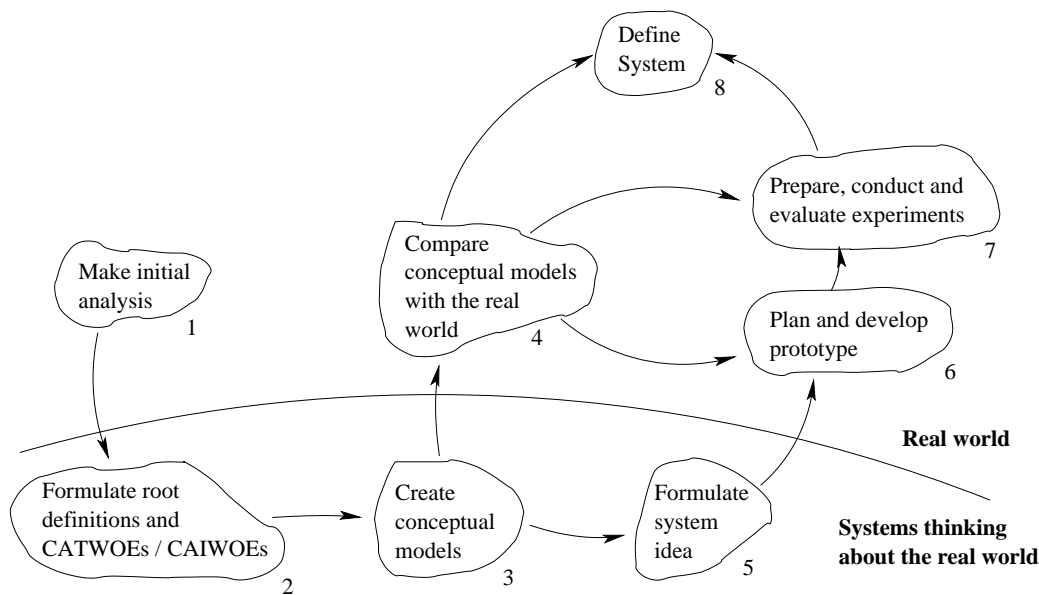 Define
System
8
Prepare, conduct and
evaluate experiments
7
Compare
conceptual models
with the real
world
4
Make initial
analysis
1
Plan and develop
prototype
6
Real world
Formulate root
definitions and
CATWOEs / CAIWOEs
2
Create
conceptual
models
3
Formulate
system
idea
5
Systems thinking
about the real world